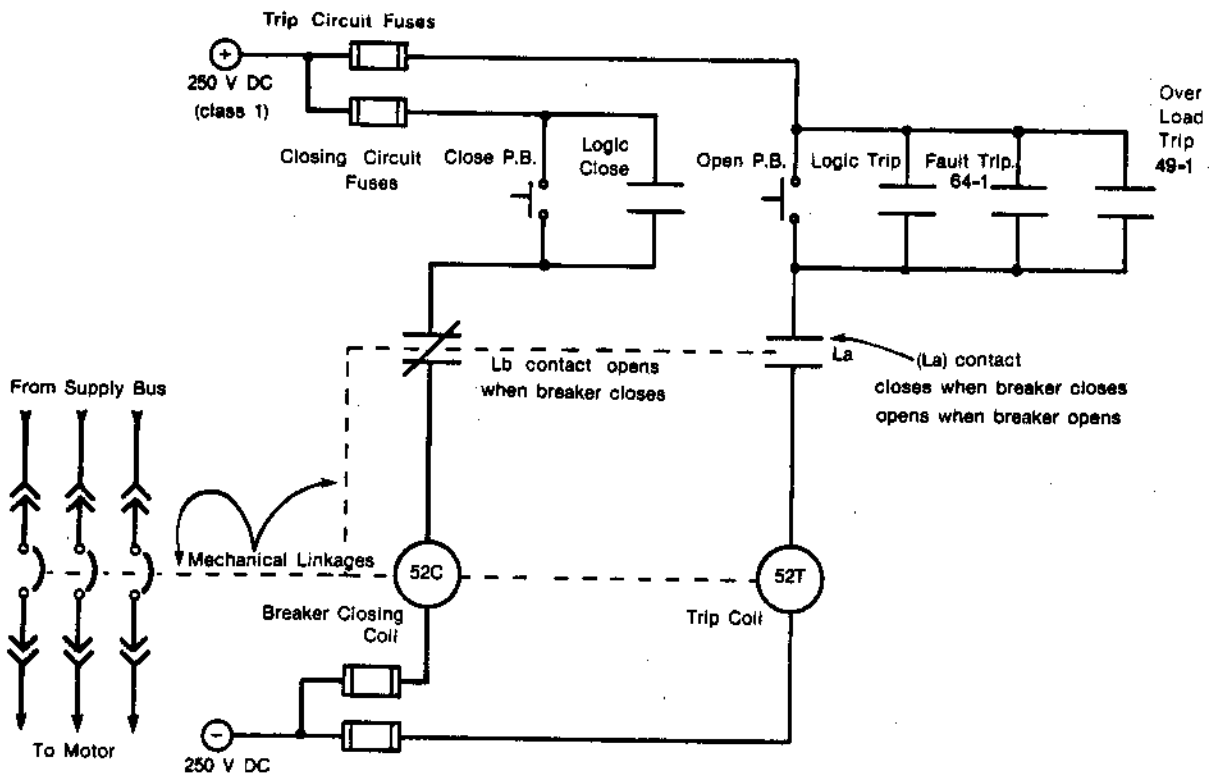 Trip Circuit Fuses
+
250 V DC
(class 1)
Closing Circuit
Fuses
Close P.B.
Logic
Close
Open P.B.
Logic Trip
Fault Trip.
64-1
Over
Load
Trip
49-1
Lb contact opens
when breaker closes
La
(La) contact
closes when breaker closes
opens when breaker opens
From Supply Bus
Mechanical Linkages
52C
52T
Breaker Closing
Coil
Trip Coil
To Motor
−
250 V DC